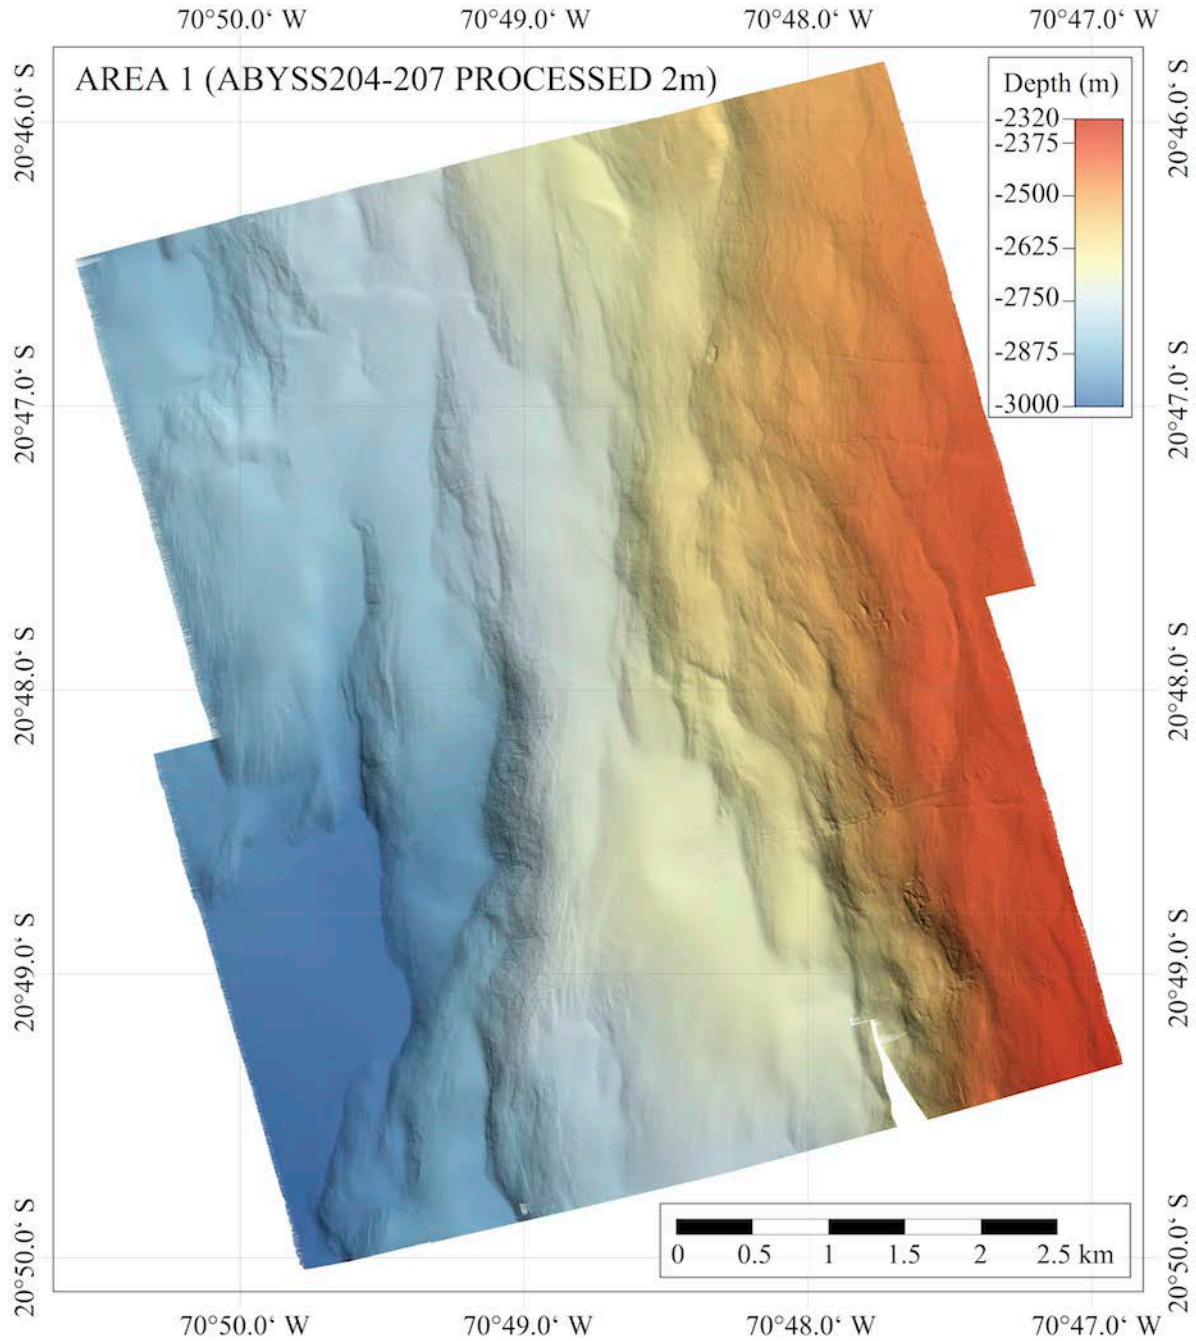 70°50.0‘ W 70°49.0‘ W 70°48.0‘ W 70°47.0‘ W
AREA 1 (ABYSS204-207 PROCESSED 2m)
Depth (m)
-2320
-2375
-2500
-2625
-2750
-2875
-3000
20°46.0‘ S 20°46.0‘ S
20°47.0‘ S 20°47.0‘ S
20°48.0‘ S 20°48.0‘ S
20°49.0‘ S 20°49.0‘ S
20°50.0‘ S 20°50.0‘ S
0 0.5 1 1.5 2 2.5 km
70°50.0‘ W 70°49.0‘ W 70°48.0‘ W 70°47.0‘ W